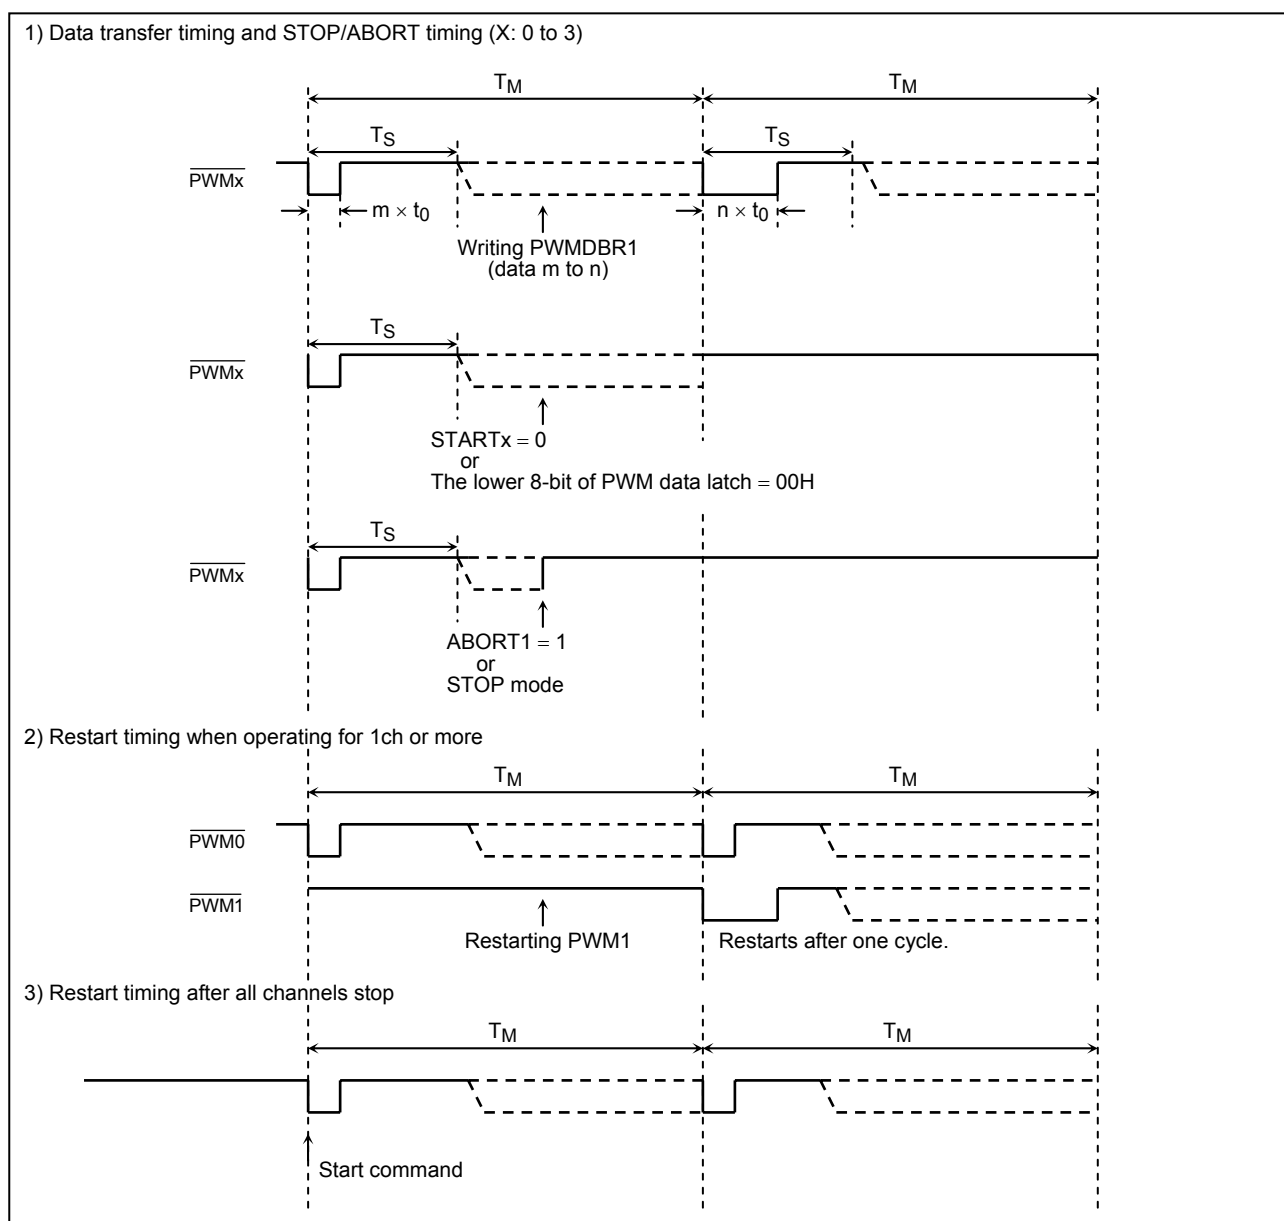 1) Data transfer timing and STOP/ABORT timing (X: 0 to 3)
TM TM
TS TS
PWMx
m × t0 n × t0
Writing PWMDBR1
(data m to n)
TS
PWMx
STARTx = 0
or
The lower 8-bit of PWM data latch = 00H
TS
PWMx
ABORT1 = 1
or
STOP mode
2) Restart timing when operating for 1ch or more
TM TM
PWM0
PWM1
Restarting PWM1 Restarts after one cycle.
3) Restart timing after all channels stop
TM TM
Start command